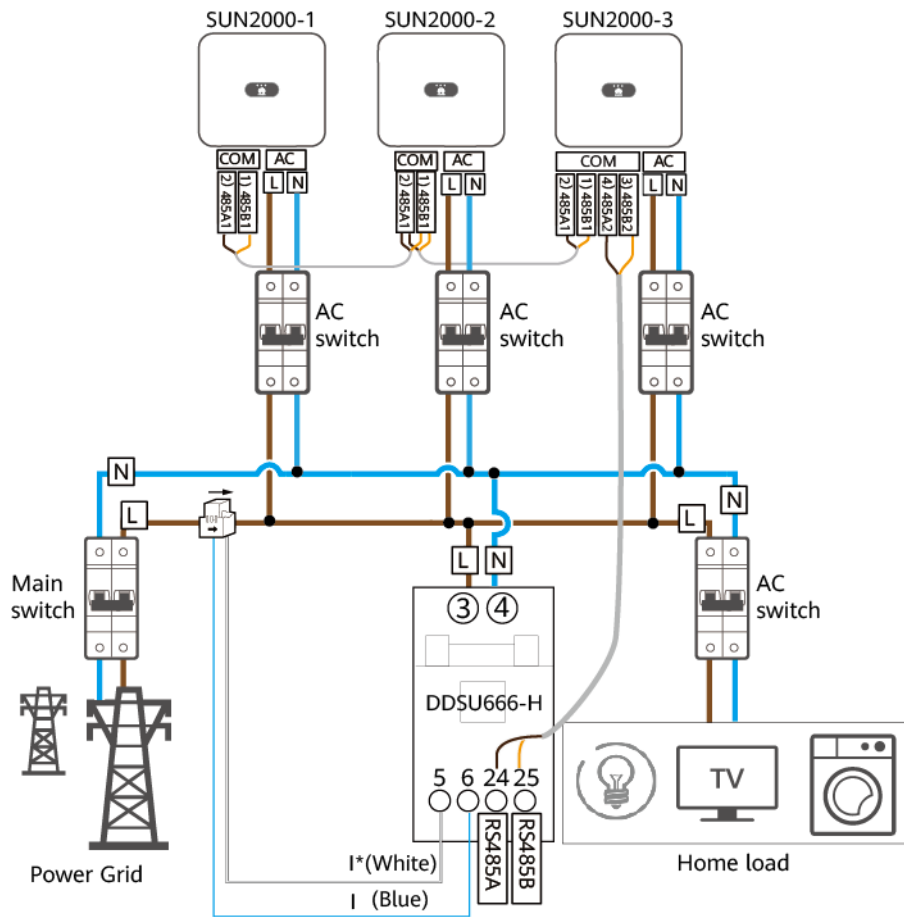 SUN2000-1
SUN2000-2
SUN2000-3
COM
AC
COM
AC
COM
AC
2) 485A1
1) 485B1
L
N
2) 485A1
1) 485B1
L
N
2) 485A1
1) 485B1
4) 485A2
3) 485B2
L
N
AC
switch
AC
switch
AC
switch
N
L
L
N
L
N
Main
switch
AC
switch
3
4
DDSU666-H
5
6
24
25
RS485A
RS485B
TV
I*(White)
I (Blue)
Power Grid
Home load